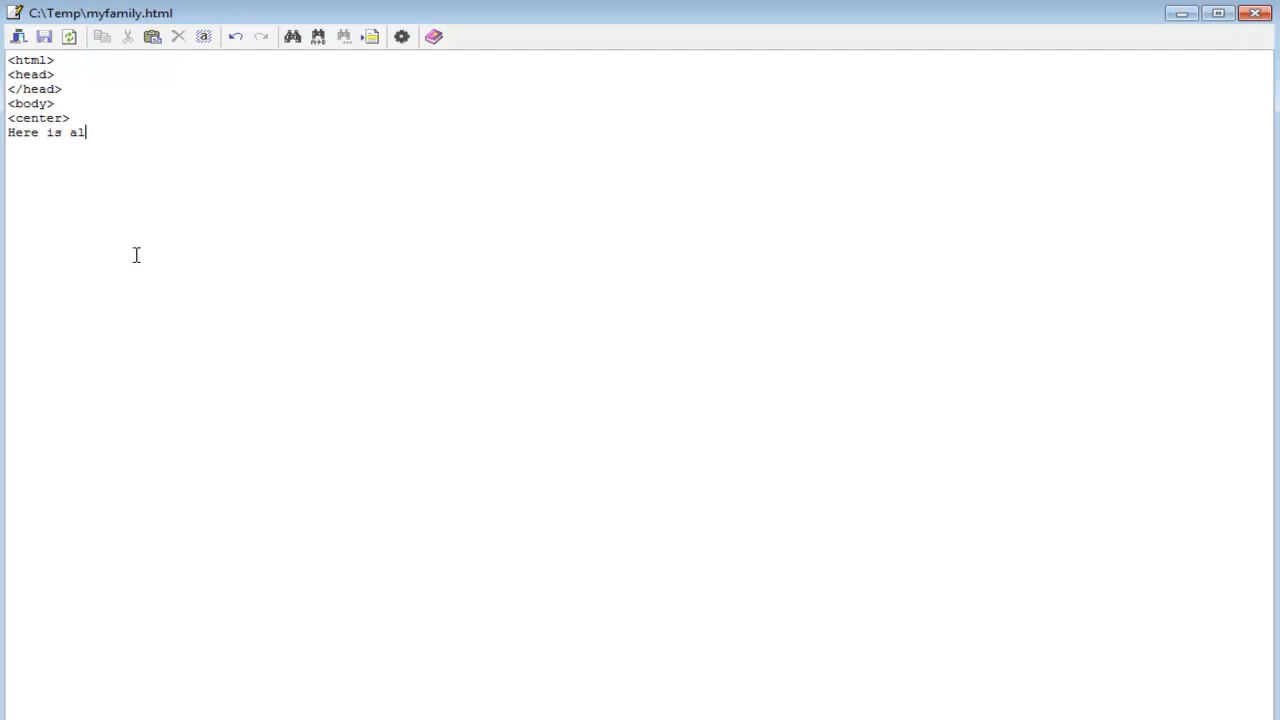 C:\Temp\myfamily.html
<html>
<head>
</head>
<body>
<center>
Here is al